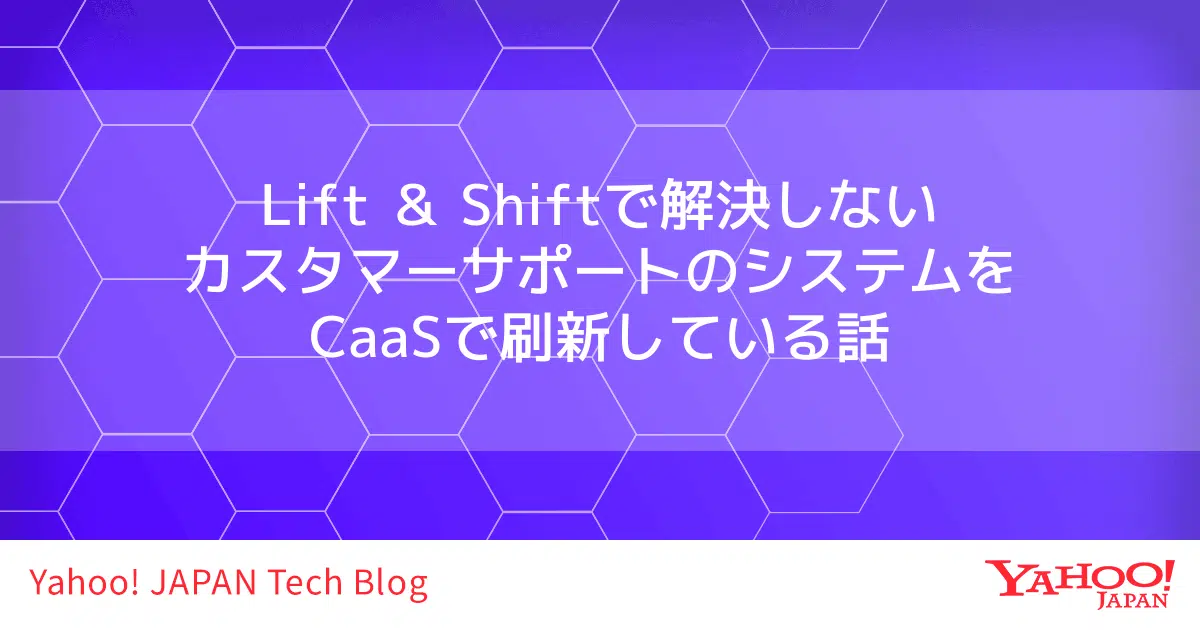 Lift & Shiftで解決しない
カスタマーサポートのシステムを
CaaSで刷新している話
Yahoo! JAPAN Tech Blog
YAHOO!
JAPAN